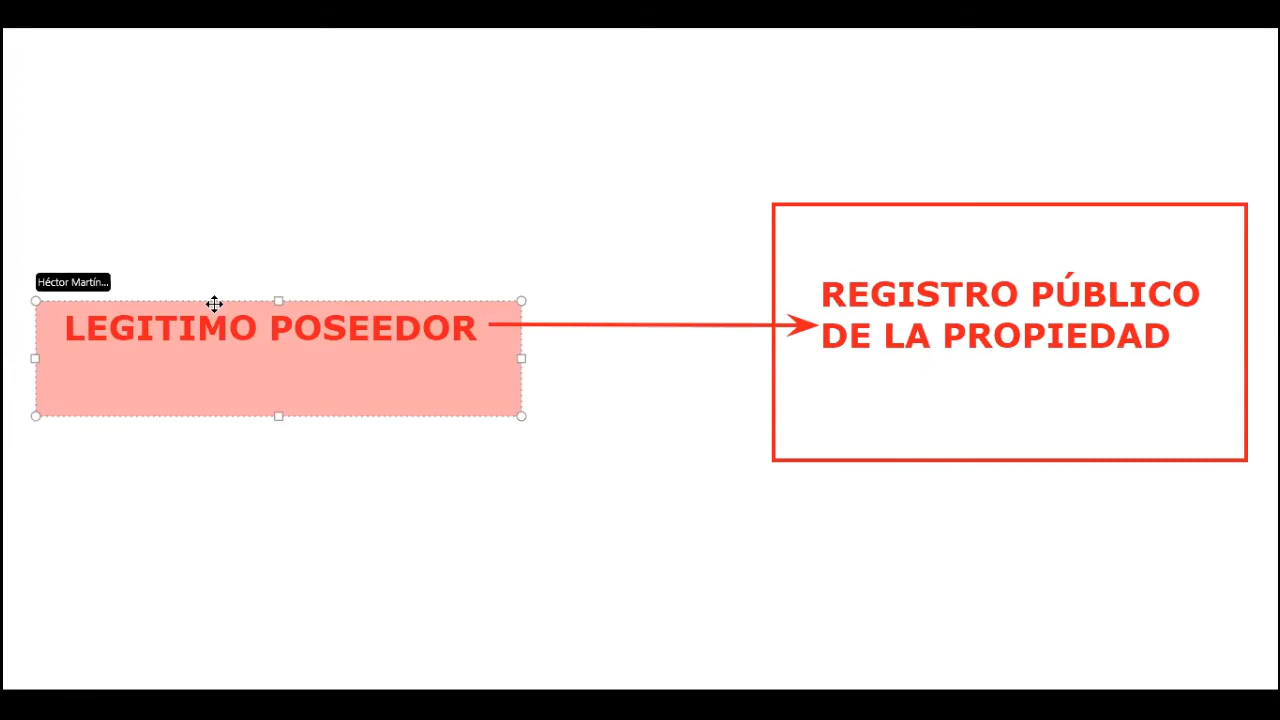 Héctor Martín...
LEGITIMO POSEEDOR
REGISTRO PÚBLICO
DE LA PROPIEDAD